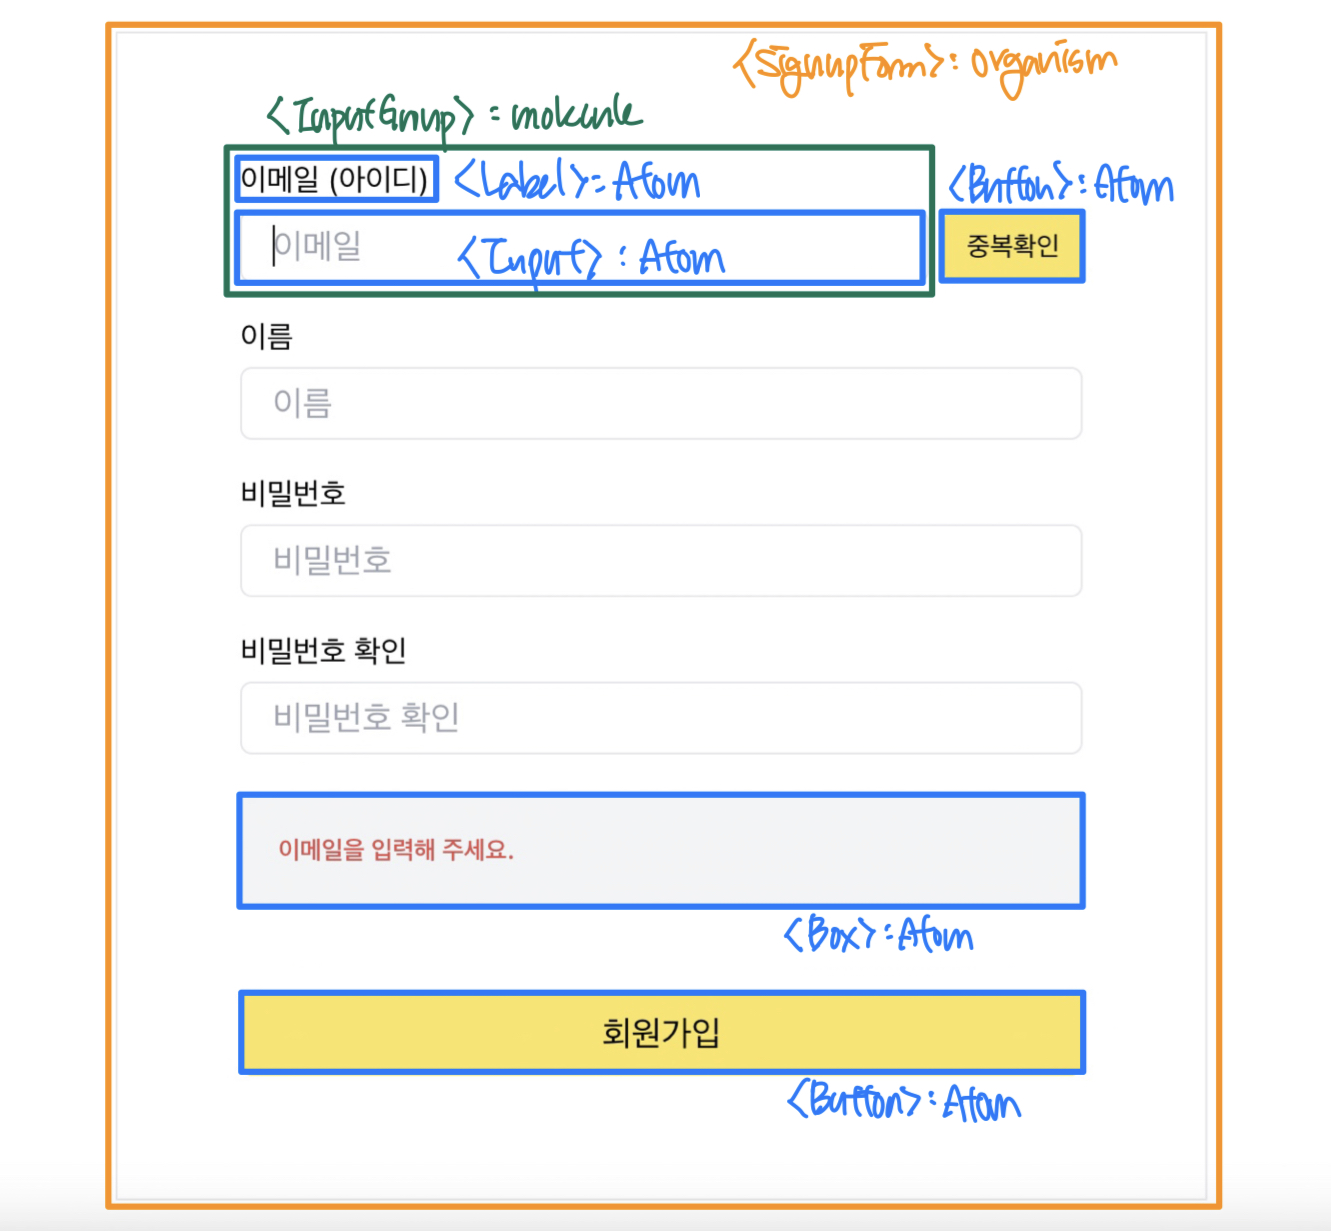 <SignupForm>: organism
<InputGroup> : molecule
이메일 (아이디) <Label> : Atom
<Button> : Atom
이메일 <Input> : Atom
중복확인
이름
이름
비밀번호
비밀번호
비밀번호 확인
비밀번호 확인
이메일을 입력해 주세요.
<Box> : Atom
회원가입
<Button> : Atom